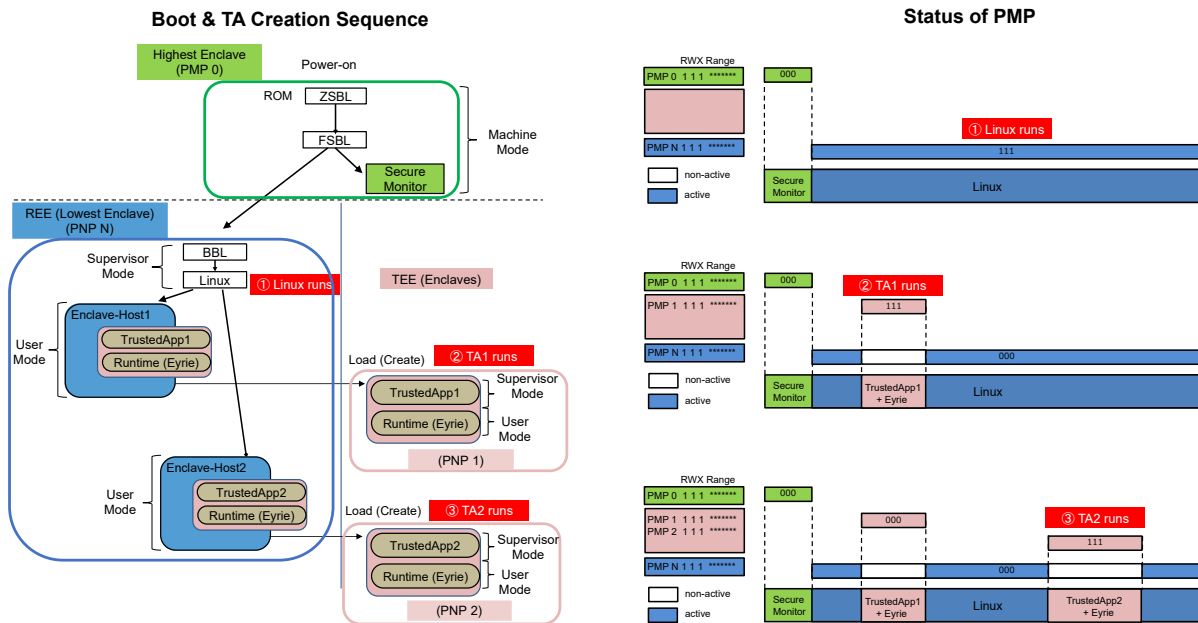 Boot & TA Creation Sequence
Highest Enclave
(PMP 0)
Power-on
ROM
ZSBL
FSBL
Secure
Monitor
Machine
Mode
REE (Lowest Enclave)
(PNP N)
Supervisor
Mode
BBL
Linux
① Linux runs
TEE (Enclaves)
User
Mode
Enclave-Host1
TrustedApp1
Runtime (Eyrie)
Load (Create)
② TA1 runs
TrustedApp1
Runtime (Eyrie)
Supervisor
Mode
User
Mode
(PNP 1)
User
Mode
Enclave-Host2
TrustedApp2
Runtime (Eyrie)
Load (Create)
③ TA2 runs
TrustedApp2
Runtime (Eyrie)
Supervisor
Mode
User
Mode
(PNP 2)
Status of PMP
RWX Range
PMP 0 1 1 1 *******
PMP N 1 1 1 *******
non-active
active
000
① Linux runs
111
Secure
Monitor
Linux
RWX Range
PMP 0 1 1 1 *******
PMP 1 1 1 1 *******
PMP N 1 1 1 *******
non-active
active
000
② TA1 runs
111
000
Secure
Monitor
TrustedApp1
+ Eyrie
Linux
RWX Range
PMP 0 1 1 1 *******
PMP 1 1 1 1 *******
PMP 2 1 1 1 *******
PMP N 1 1 1 *******
non-active
active
000
000
③ TA2 runs
111
000
Secure
Monitor
TrustedApp1
+ Eyrie
Linux
TrustedApp2
+ Eyrie